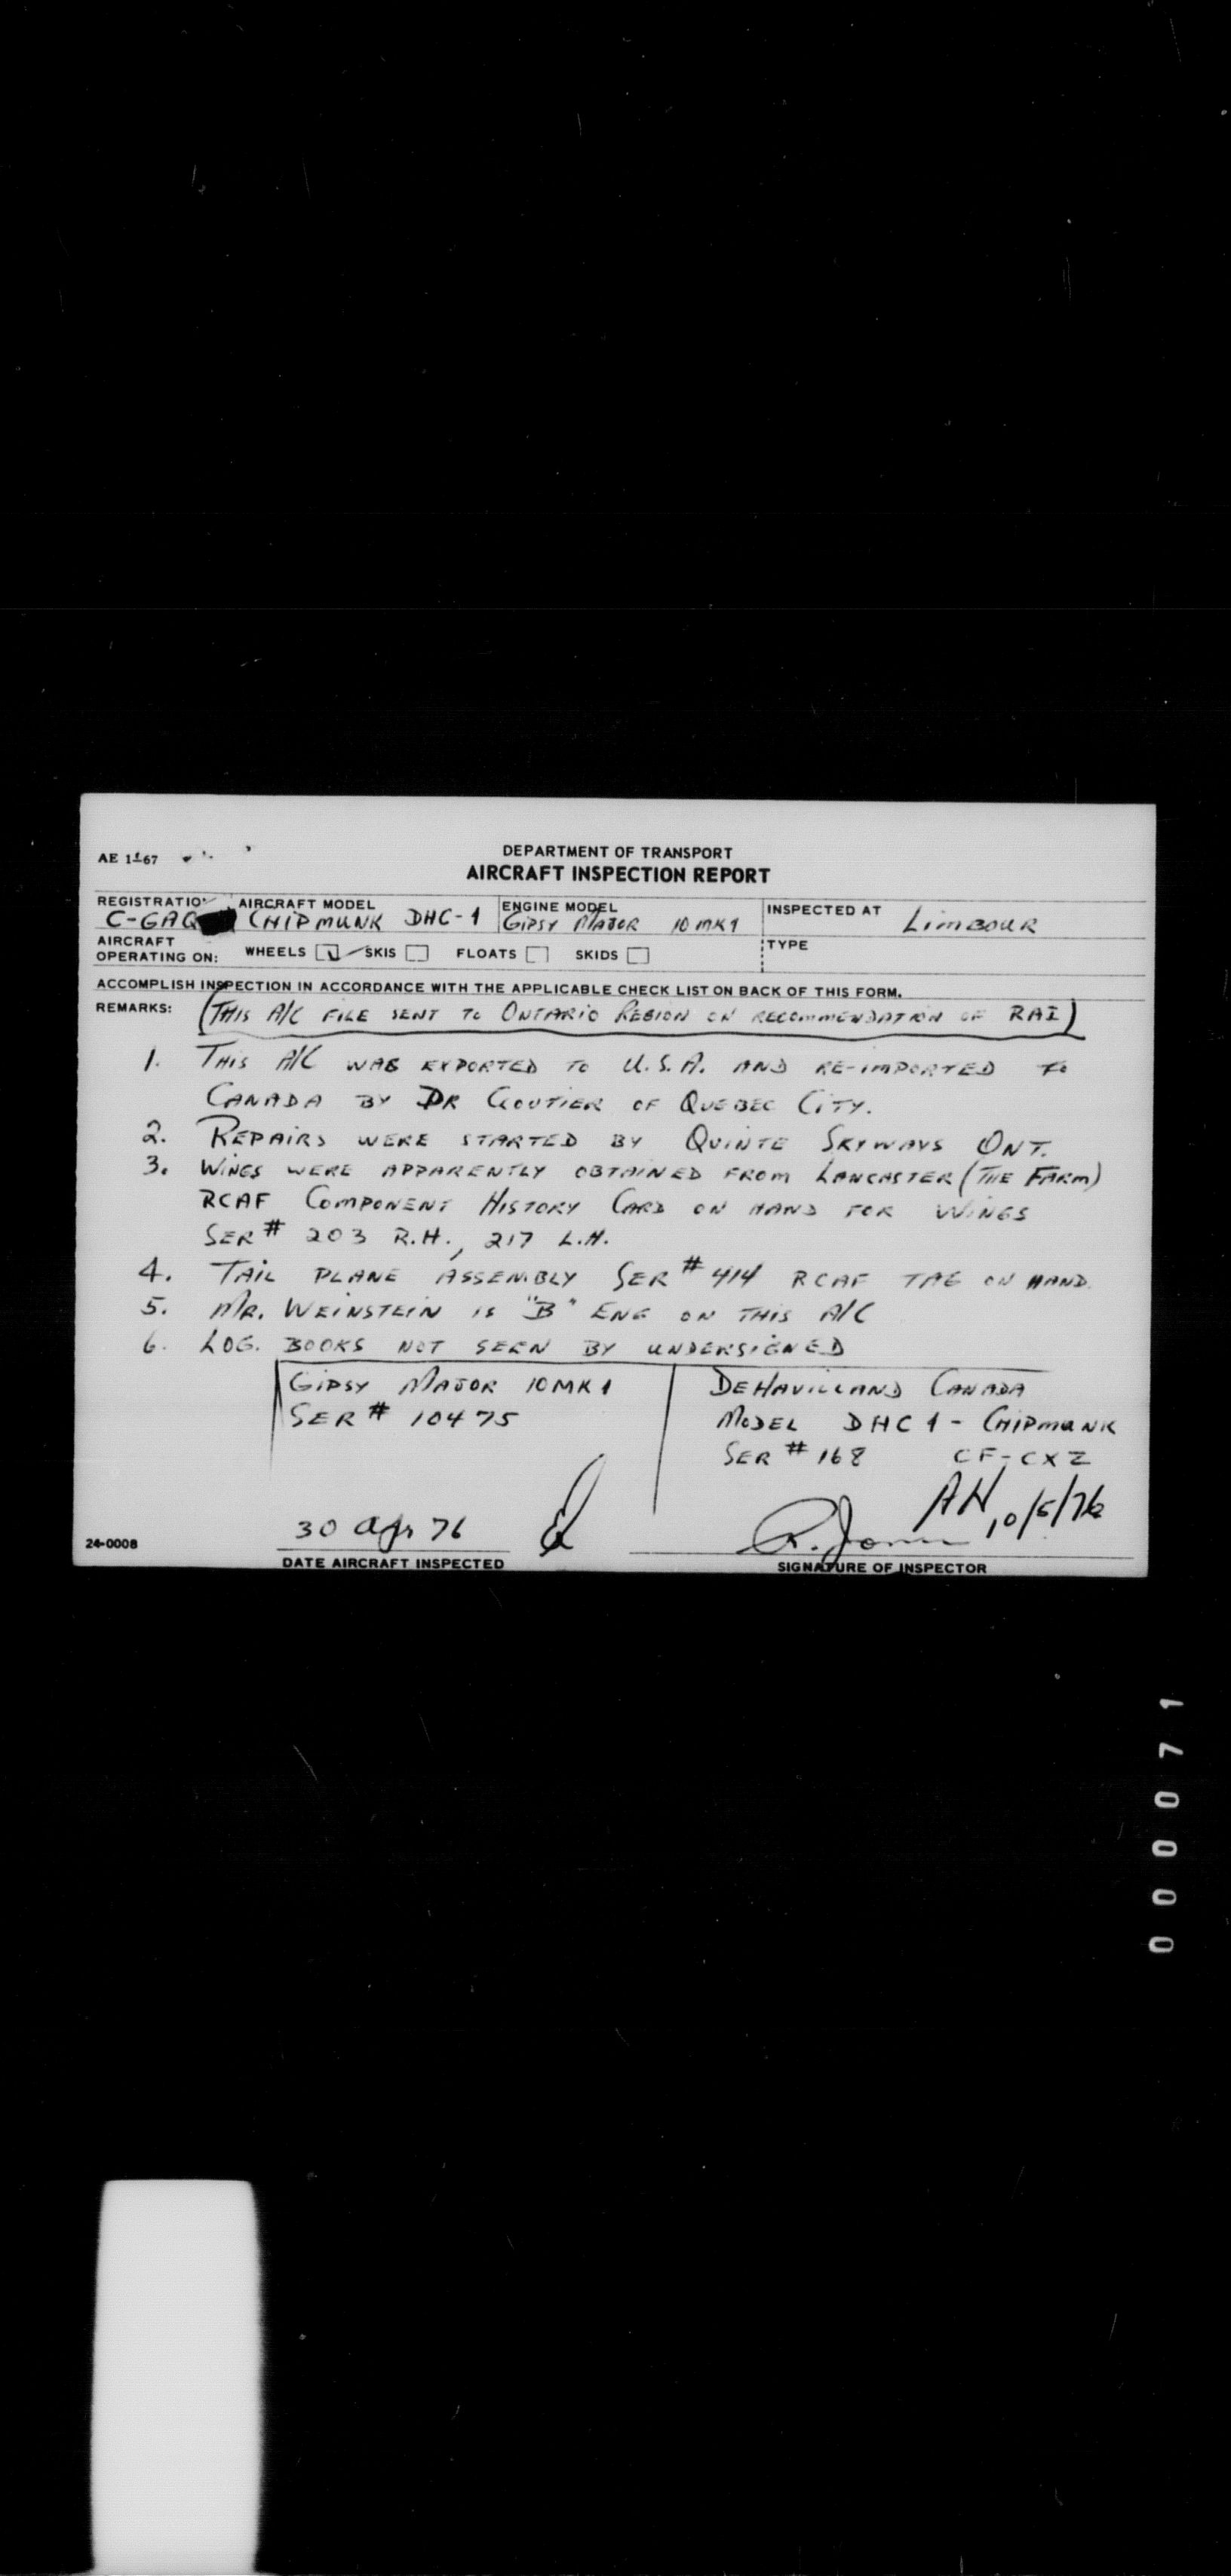 AE 1-67
DEPARTMENT OF TRANSPORT
AIRCRAFT INSPECTION REPORT
REGISTRATION
C-GAQ
AIRCRAFT MODEL
CHIPMUNK DHC-1
ENGINE MODEL
GIPSY MAJOR 10 MK1
INSPECTED AT LIMBOUR
AIRCRAFT OPERATING ON: WHEELS SKIS FLOATS SKIDS
TYPE
ACCOMPLISH INSPECTION IN ACCORDANCE WITH THE APPLICABLE CHECK LIST ON BACK OF THIS FORM.
REMARKS: (THIS A/C FILE SENT TO ONTARIO REGION ON RECOMMENDATION OF RAI)
1. THIS A/C WAS EXPORTED TO U.S.A. AND RE-IMPORTED TO
CANADA BY DR GOUTIER OF QUEBEC CITY.
2. REPAIRS WERE STARTED BY QUINTE SKYWAYS ONT.
3. WINGS WERE APPARENTLY OBTAINED FROM LANCASTER (THE FARM)
RCAF COMPONENT HISTORY CARD ON HAND FOR WINGS
SER # 203 R.H., 217 L.H.
4. TAIL PLANE ASSEMBLY SER # 414 RCAF TAG ON HAND.
5. MR. WEINSTEIN IS "B" ENG ON THIS A/C
6. LOG. BOOKS NOT SEEN BY UNDERSIGNED
GIPSY MAJOR 10 MK 1
SER # 10475
DEHAVILLAND CANADA
MODEL DHC 1 - CHIPMUNK
SER # 168 CF-CXZ
AH 10/5/76
30 Apr 76
R. Jones
24-0008
DATE AIRCRAFT INSPECTED
SIGNATURE OF INSPECTOR
000071